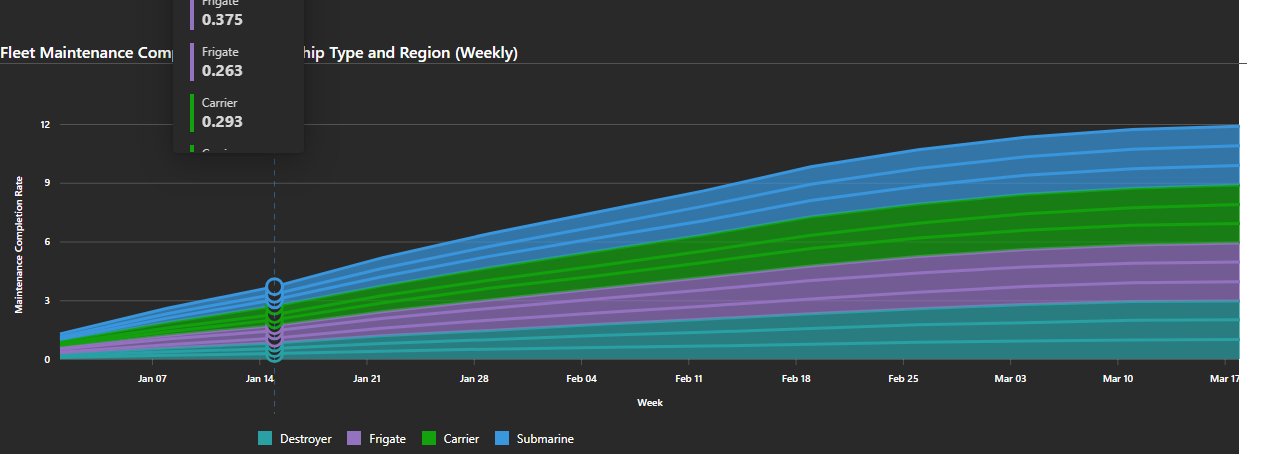 Frigate
0.375
Fleet Maintenance Comp hip Type and Region (Weekly)
Frigate
0.263
Carrier
0.293
12
9
6
3
0
Maintenance Completion Rate
Jan 07 Jan 14 Jan 21 Jan 28 Feb 04 Feb 11 Feb 18 Feb 25 Mar 03 Mar 10 Mar 17
Week
Destroyer Frigate Carrier Submarine